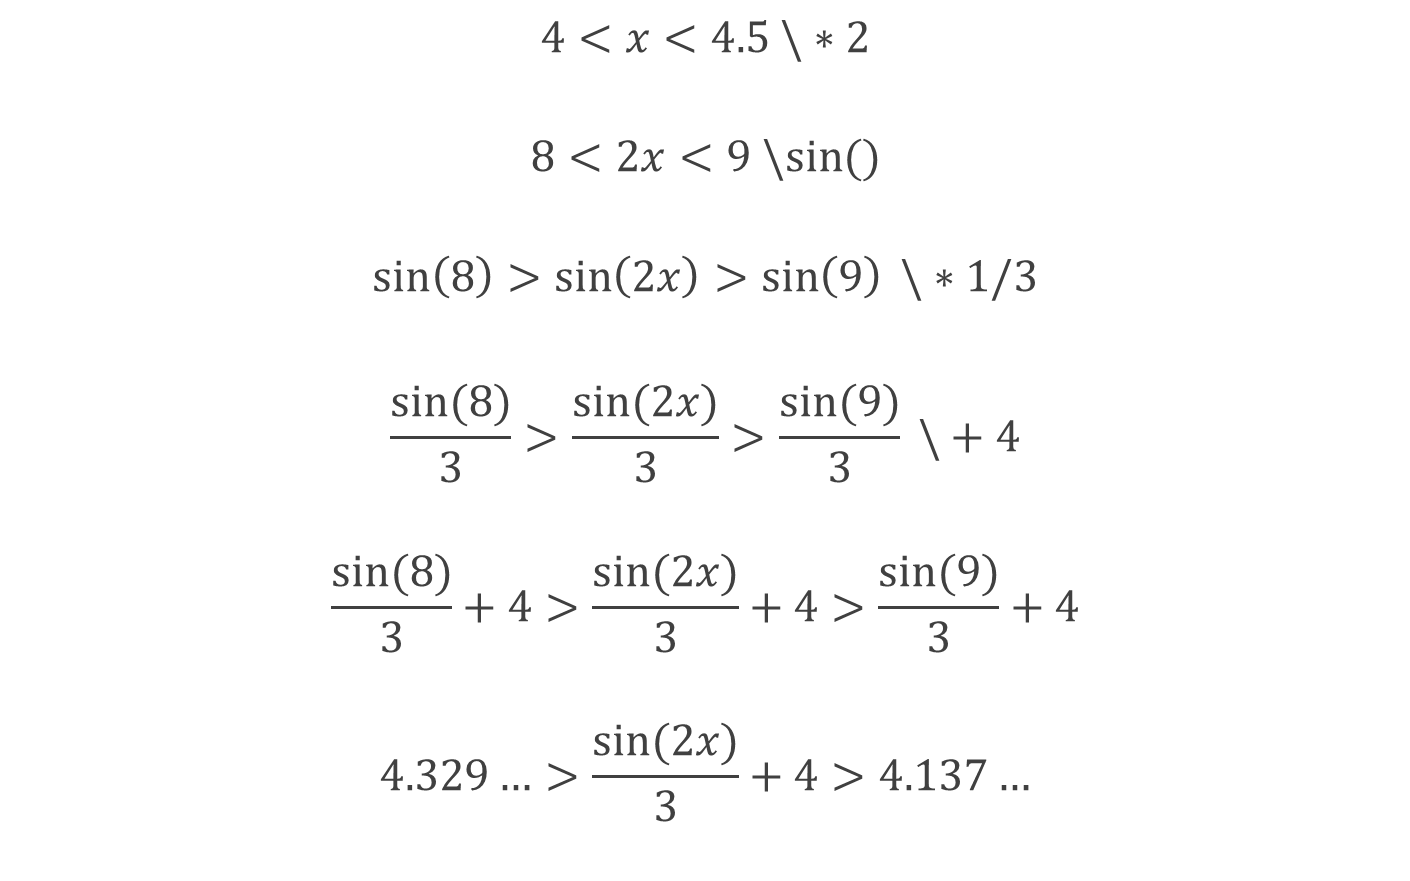 4 < x < 4.5 \ * 2
8 < 2x < 9 \sin()
sin(8) > sin(2x) > sin(9) \ * 1/3
sin(8)/3 > sin(2x)/3 > sin(9)/3 \ + 4
sin(8)/3 + 4 > sin(2x)/3 + 4 > sin(9)/3 + 4
4.329 ... > sin(2x)/3 + 4 > 4.137 ...